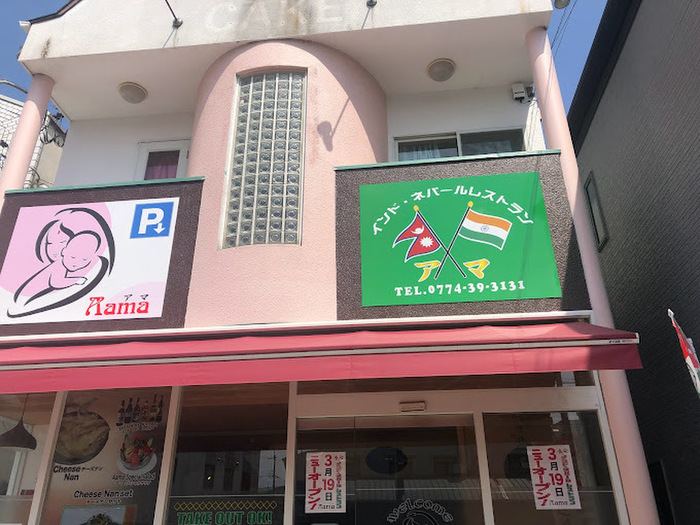 CAKE
P
アマ
Aama
インド・ネパールレストラン
アマ
TEL.0774-39-3131
Cheese チーズナン
Nan
Cheese Nan set
TAKE OUT OK!
3月19日
ニューオープン!
Aama
welcome
3月19日
ニューオープン!
Aama